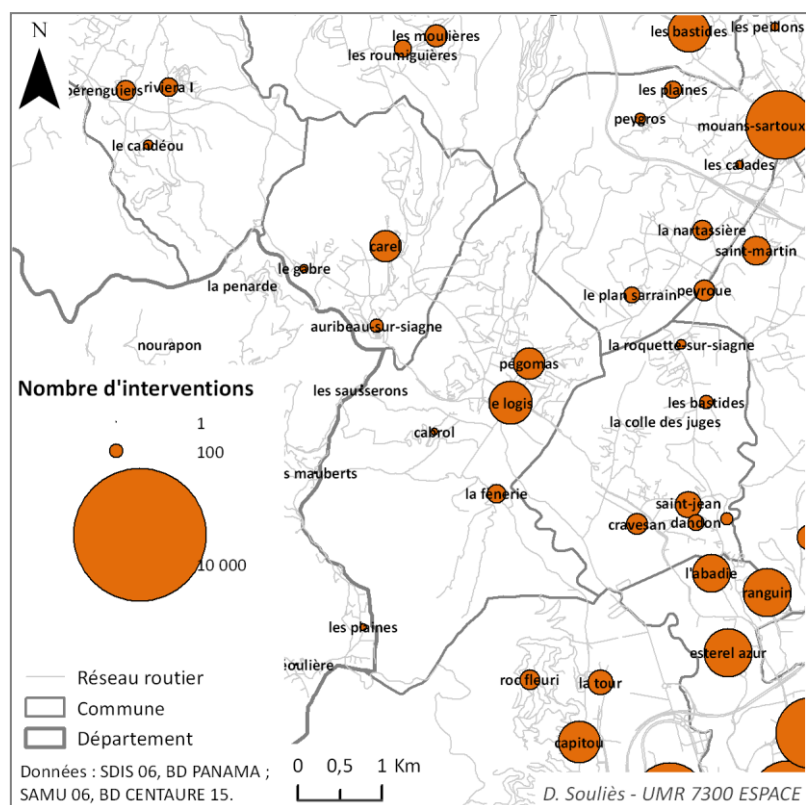 N
les moulières
les roumiguières
les bastides
les peillons
pérenguiers
riviera I
les plaines
peygros
mouans-sartoux
le candéou
les calades
la nartassière
saint-martin
carel
le gabre
la penarde
le plan sarrain
peyroue
auribeau-sur-siagne
nourapon
la roquette-sur-siagne
pégomas
Nombre d'interventions
les sausserons
le logis
les bastides
la colle des juges
1
100
cabrol
s mauberts
la fènerie
saint-jean
cravesan
dandon
10 000
l'abadie
ranguin
les plaines
esterel azur
oulière
roc fleuri
la tour
Réseau routier
Commune
Département
capitou
Données : SDIS 06, BD PANAMA ;
SAMU 06, BD CENTAURE 15.
0 0,5 1 Km
D. Souliès - UMR 7300 ESPACE